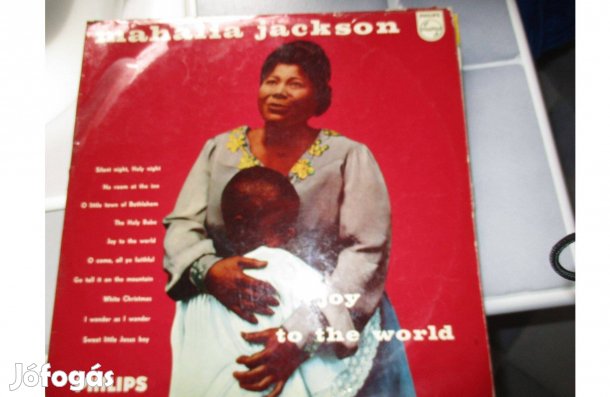 mahalia jackson
PHILIPS
Silent night, Holy night
No room at the inn
O little town of Bethlehem
The Holy Babe
Joy to the world
O come, all ye faithful
Go tell it on the mountain
White Christmas
I wonder as I wander
Sweet little Jesus boy
joy
to the world
PHILIPS
Jófogás